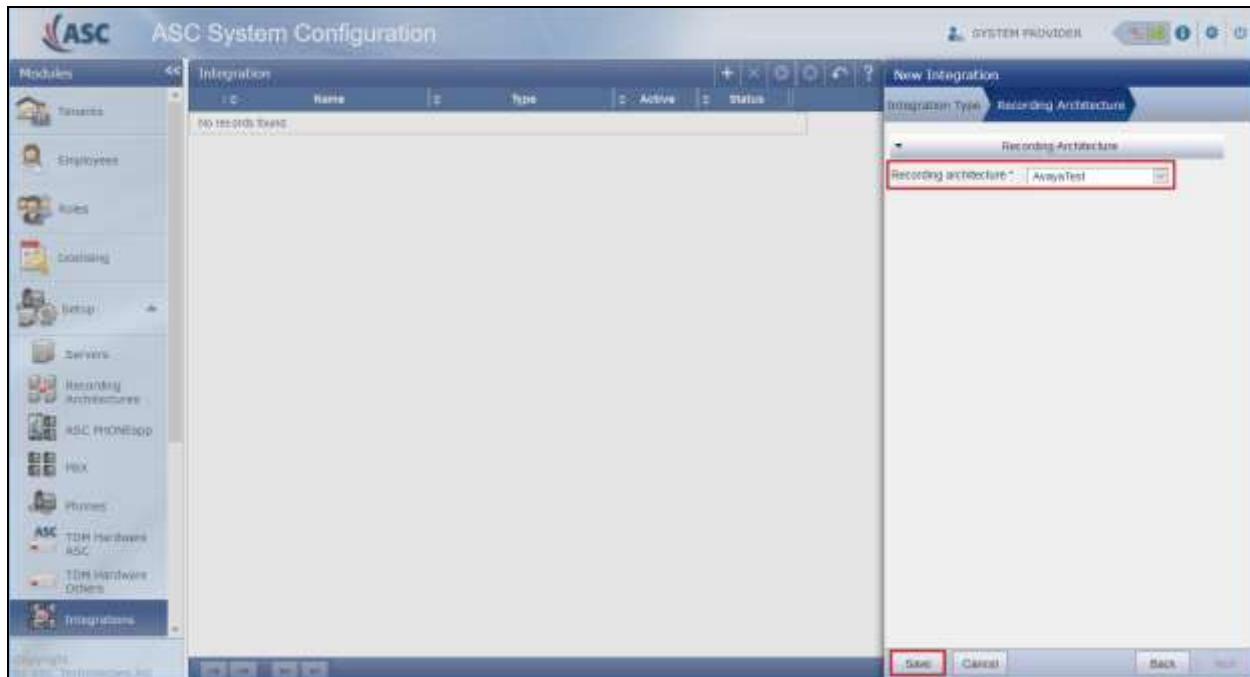 ASC
ASC System Configuration
SYSTEM PROVIDER
Modules
<<
Integration
?
New Integration
Name
Type
Active
Status
Integration Type
Recording Architecture
No records found.
Recording Architecture
Recording architecture * AvayaTest
Tenants
Employees
Roles
Licensing
Setup
Servers
Recording
Architectures
ASC PHONEapp
PBX
Phones
ASC
TDM Hardware
ASC
TDM Hardware
Others
Integrations
Copyright
Save
Cancel
Back